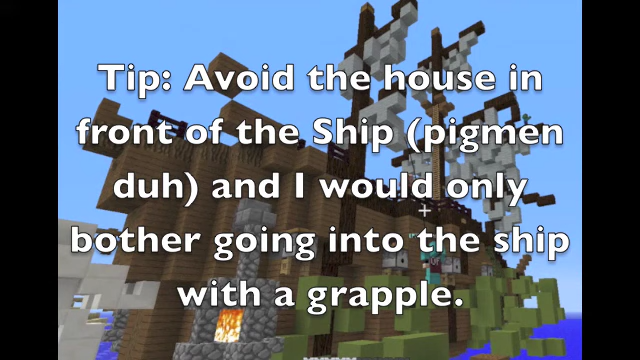 Tip: Avoid the house in
front of the Ship (pigmen
duh) and I would only
bother going into the ship
with a grapple.